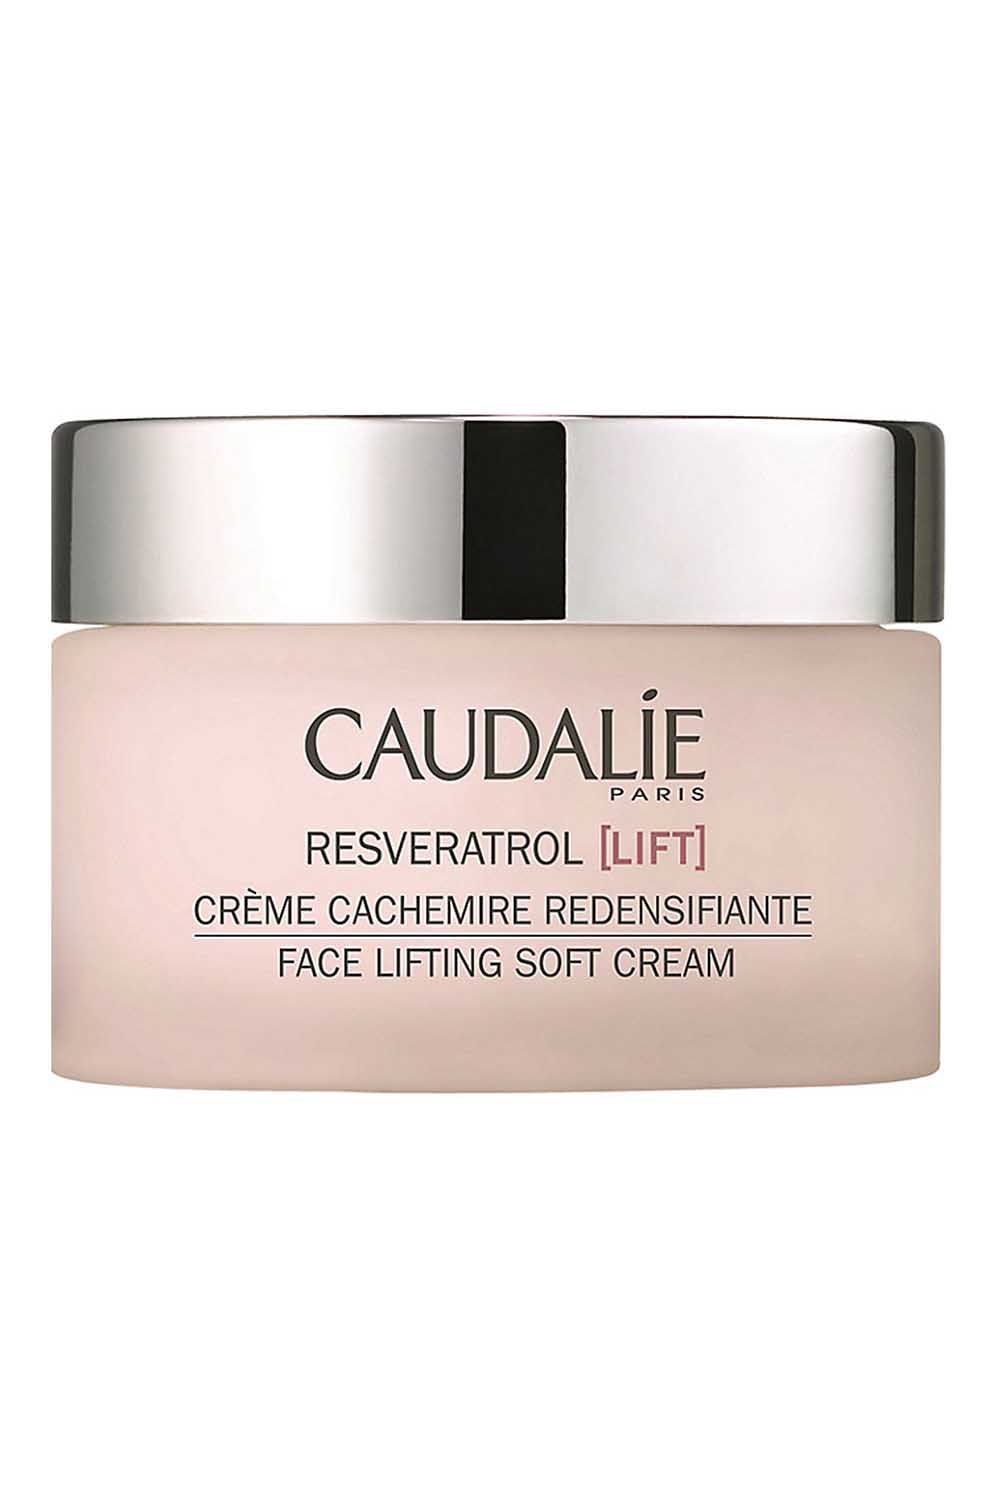 CAUDALÍE
PARIS
RESVERATROL [LIFT]
CRÈME CACHEMIRE REDENSIFIANTE
FACE LIFTING SOFT CREAM